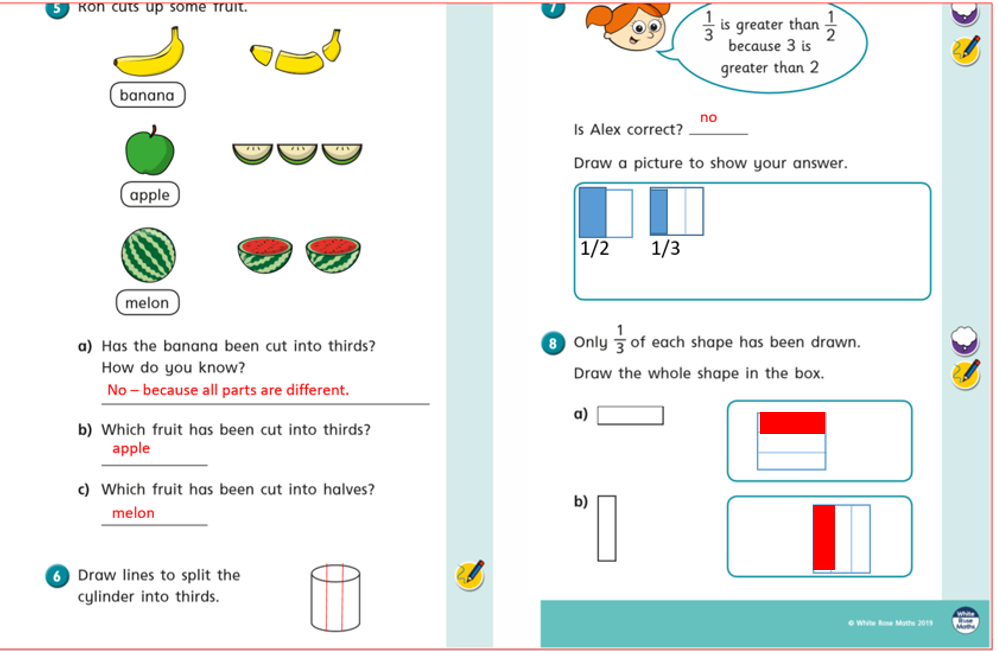 5 Ron cuts up some fruit.
banana
apple
melon
a) Has the banana been cut into thirds?
How do you know?
No – because all parts are different.
b) Which fruit has been cut into thirds?
apple
c) Which fruit has been cut into halves?
melon
6 Draw lines to split the
cylinder into thirds.
7
1/3 is greater than 1/2
because 3 is
greater than 2
Is Alex correct? no
Draw a picture to show your answer.
1/2 1/3
8 Only 1/3 of each shape has been drawn.
Draw the whole shape in the box.
a)
b)
© White Rose Maths 2019
White
Rose
Maths